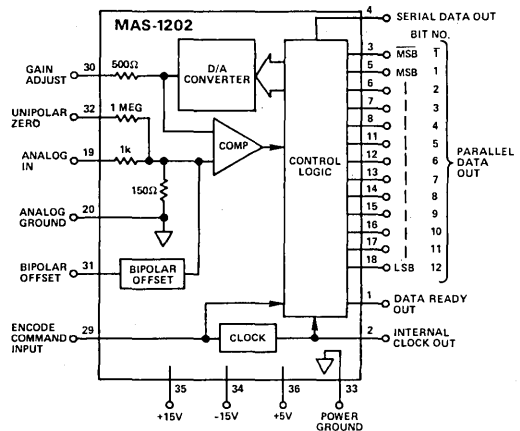 MAS-1202
4 SERIAL DATA OUT
BIT NO.
3 MSB 1
5 MSB 1
6 2
7 3
8 4
11 5
12 6
13 7
14 8
15 9
16 10
17 11
18 LSB 12
PARALLEL
DATA
OUT
1 DATA READY
OUT
2 INTERNAL
CLOCK OUT
GAIN
ADJUST
30 500Ω
UNIPOLAR
ZERO
32 1 MEG
ANALOG
IN
19 1k
150Ω
ANALOG
GROUND
20
BIPOLAR
OFFSET
31 BIPOLAR
OFFSET
ENCODE
COMMAND
INPUT
29 CLOCK
D/A
CONVERTER
COMP
CONTROL
LOGIC
35 34 36 33
+15V -15V +5V POWER
GROUND